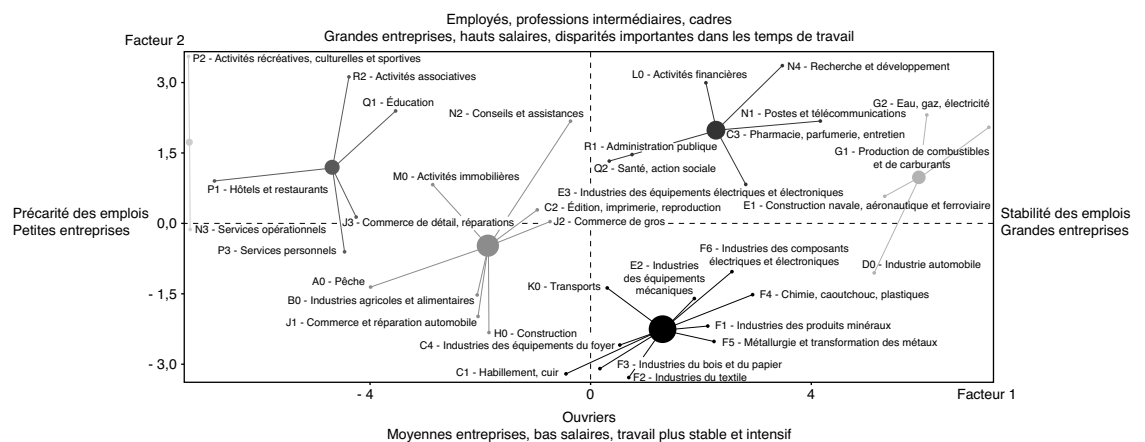 Employés, professions intermédiaires, cadres
Grandes entreprises, hauts salaires, disparités importantes dans les temps de travail
Facteur 2
P2 - Activités récréatives, culturelles et sportives
R2 - Activités associatives
Q1 - Éducation
N2 - Conseils et assistances
L0 - Activités financières
N4 - Recherche et développement
N1 - Postes et télécommunications
G2 - Eau, gaz, électricité
C3 - Pharmacie, parfumerie, entretien
R1 - Administration publique
G1 - Production de combustibles
et de carburants
Q2 - Santé, action sociale
M0 - Activités immobilières
P1 - Hôtels et restaurants
E3 - Industries des équipements électriques et électroniques
C2 - Édition, imprimerie, reproduction
E1 - Construction navale, aéronautique et ferroviaire
J3 - Commerce de détail, réparations
J2 - Commerce de gros
N3 - Services opérationnels
P3 - Services personnels
F6 - Industries des composants
électriques et électroniques
E2 - Industries
des équipements
mécaniques
D0 - Industrie automobile
A0 - Pêche
K0 - Transports
B0 - Industries agricoles et alimentaires
F4 - Chimie, caoutchouc, plastiques
J1 - Commerce et réparation automobile
F1 - Industries des produits minéraux
H0 - Construction
C4 - Industries des équipements du foyer
F5 - Métallurgie et transformation des métaux
F3 - Industries du bois et du papier
C1 - Habillement, cuir
F2 - Industries du textile
3,0
1,5
0,0
- 1,5
- 3,0
Précarité des emplois
Petites entreprises
Stabilité des emplois
Grandes entreprises
- 4
0
4
Facteur 1
Ouvriers
Moyennes entreprises, bas salaires, travail plus stable et intensif